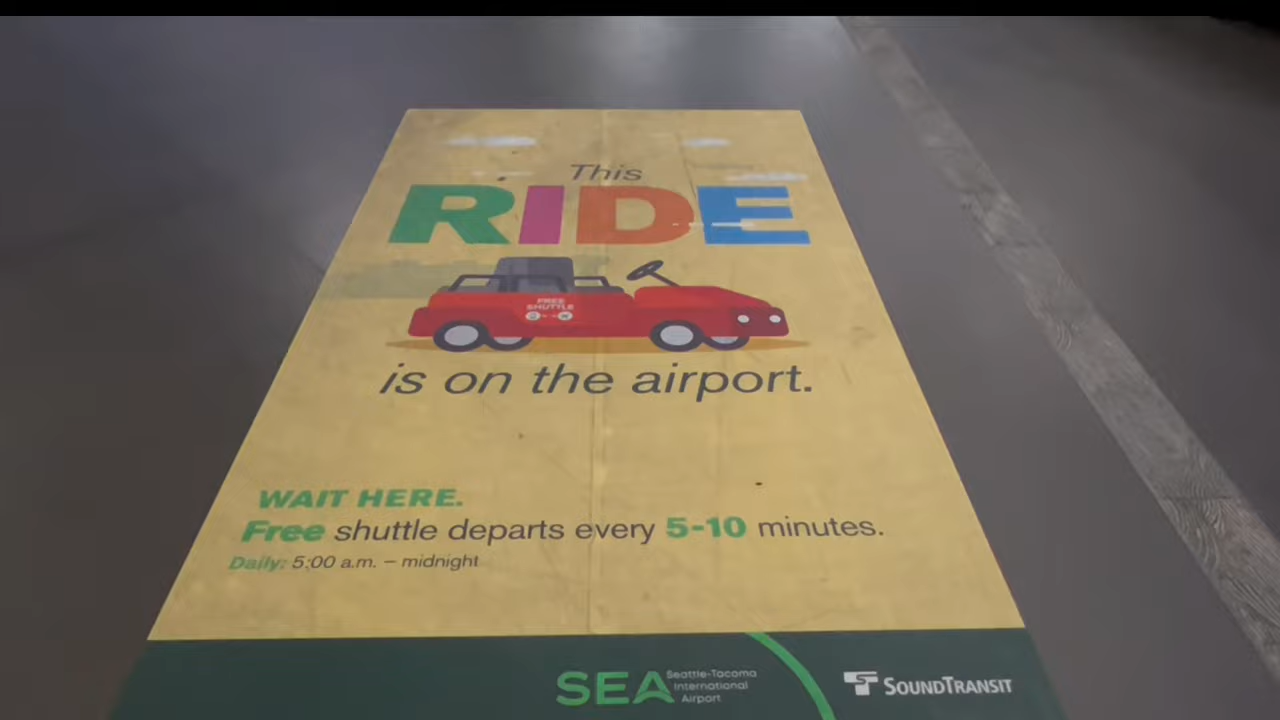 This
RIDE
FREE
SHUTTLE
is on the airport.
WAIT HERE.
Free shuttle departs every 5-10 minutes.
Daily: 5:00 a.m. – midnight
SEA
Seattle-Tacoma
International
Airport
SOUNDTRANSIT